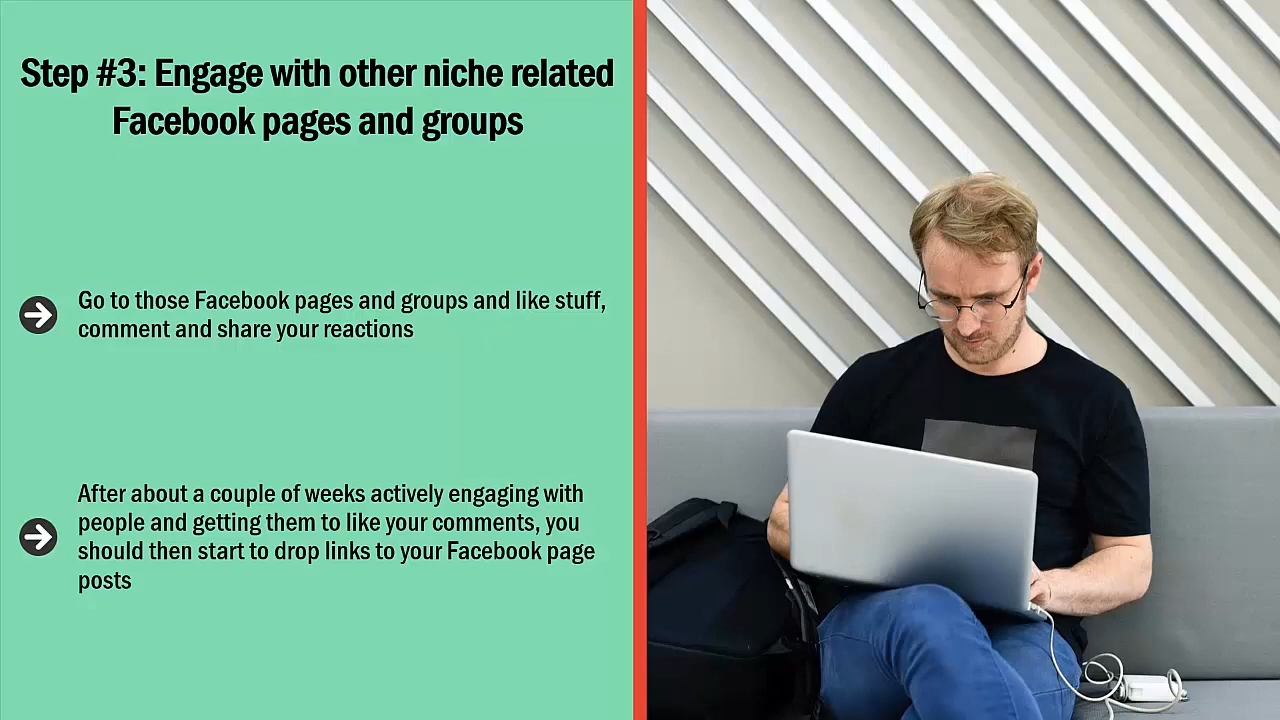 Step #3: Engage with other niche related
Facebook pages and groups
Go to those Facebook pages and groups and like stuff,
comment and share your reactions
After about a couple of weeks actively engaging with
people and getting them to like your comments, you
should then start to drop links to your Facebook page
posts